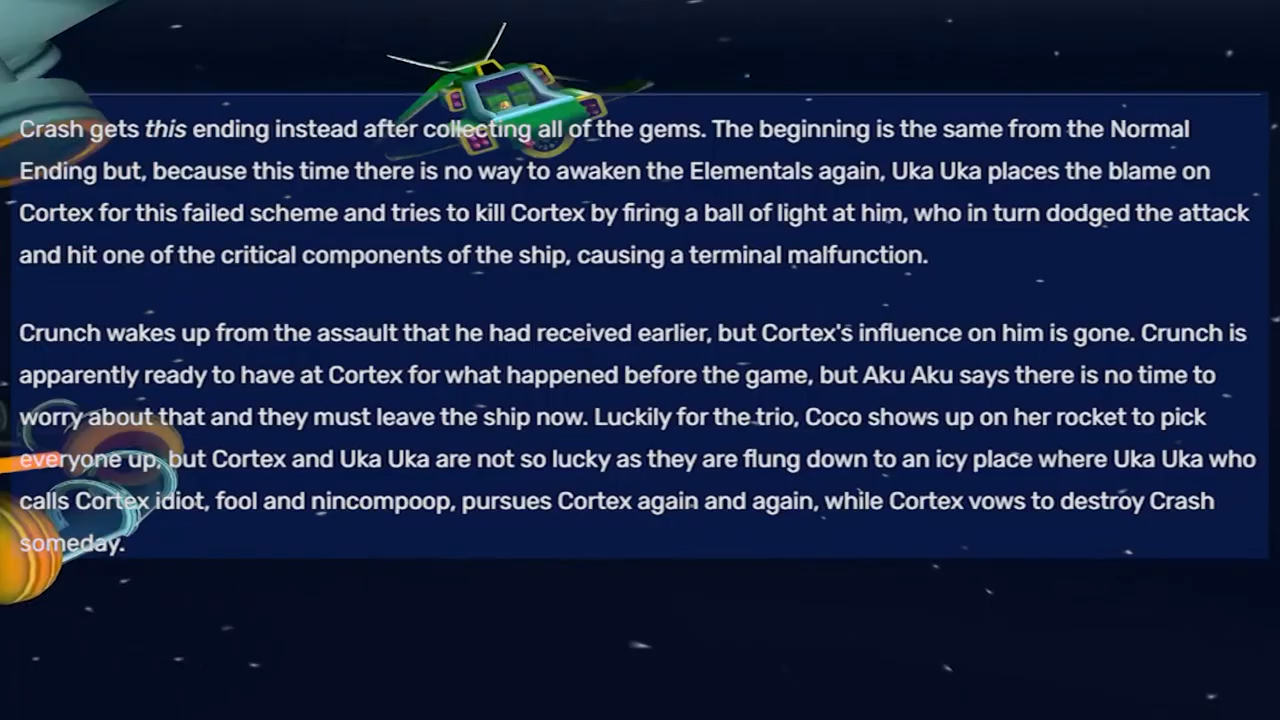 Crash gets this ending instead after collecting all of the gems. The beginning is the same from the Normal
Ending but, because this time there is no way to awaken the Elementals again, Uka Uka places the blame on
Cortex for this failed scheme and tries to kill Cortex by firing a ball of light at him, who in turn dodged the attack
and hit one of the critical components of the ship, causing a terminal malfunction.
Crunch wakes up from the assault that he had received earlier, but Cortex's influence on him is gone. Crunch is
apparently ready to have at Cortex for what happened before the game, but Aku Aku says there is no time to
worry about that and they must leave the ship now. Luckily for the trio, Coco shows up on her rocket to pick
everyone up, but Cortex and Uka Uka are not so lucky as they are flung down to an icy place where Uka Uka who
calls Cortex idiot, fool and nincompoop, pursues Cortex again and again, while Cortex vows to destroy Crash
someday.